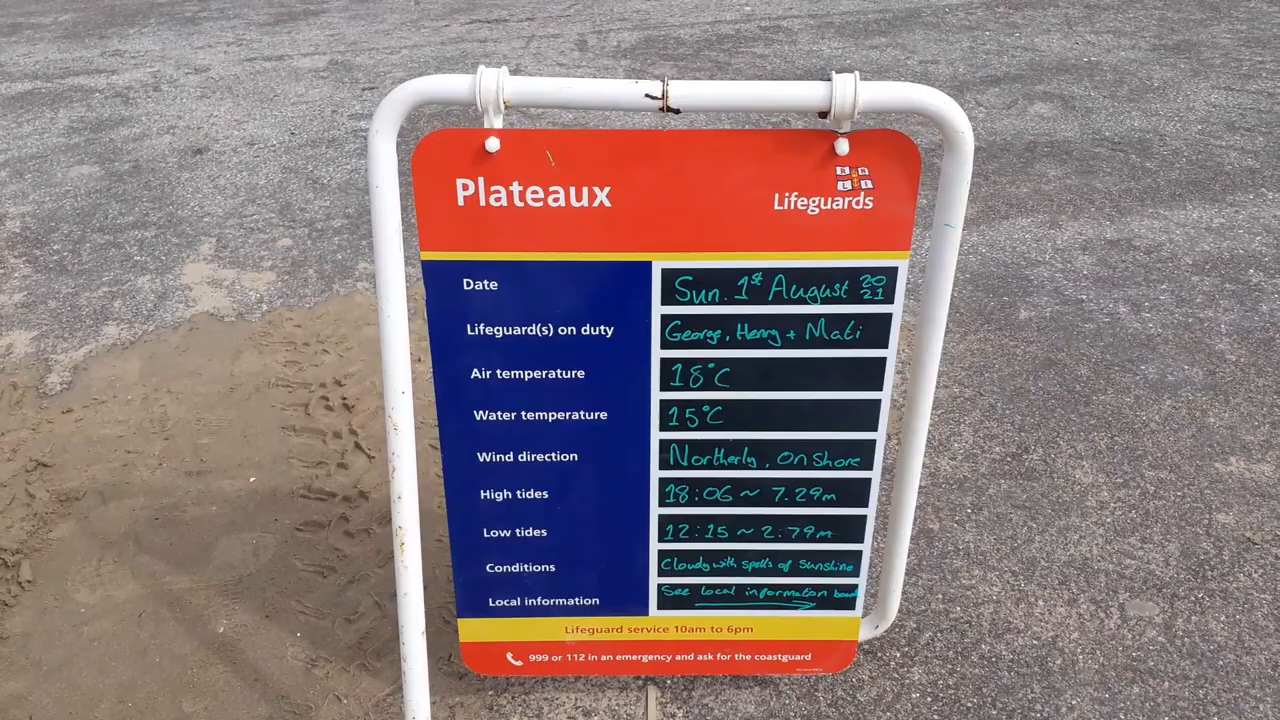 Plateaux
RNLI
Lifeguards
Date Sun. 1st August 2021
Lifeguard(s) on duty George, Henry + Mati
Air temperature 18°C
Water temperature 15°C
Wind direction Northerly, onshore
High tides 18:06 ~ 7.29m
Low tides 12:15 ~ 2.79m
Conditions Cloudy with spells of Sunshine
Local information See local information board
Lifeguard service 10am to 6pm
999 or 112 in an emergency and ask for the coastguard